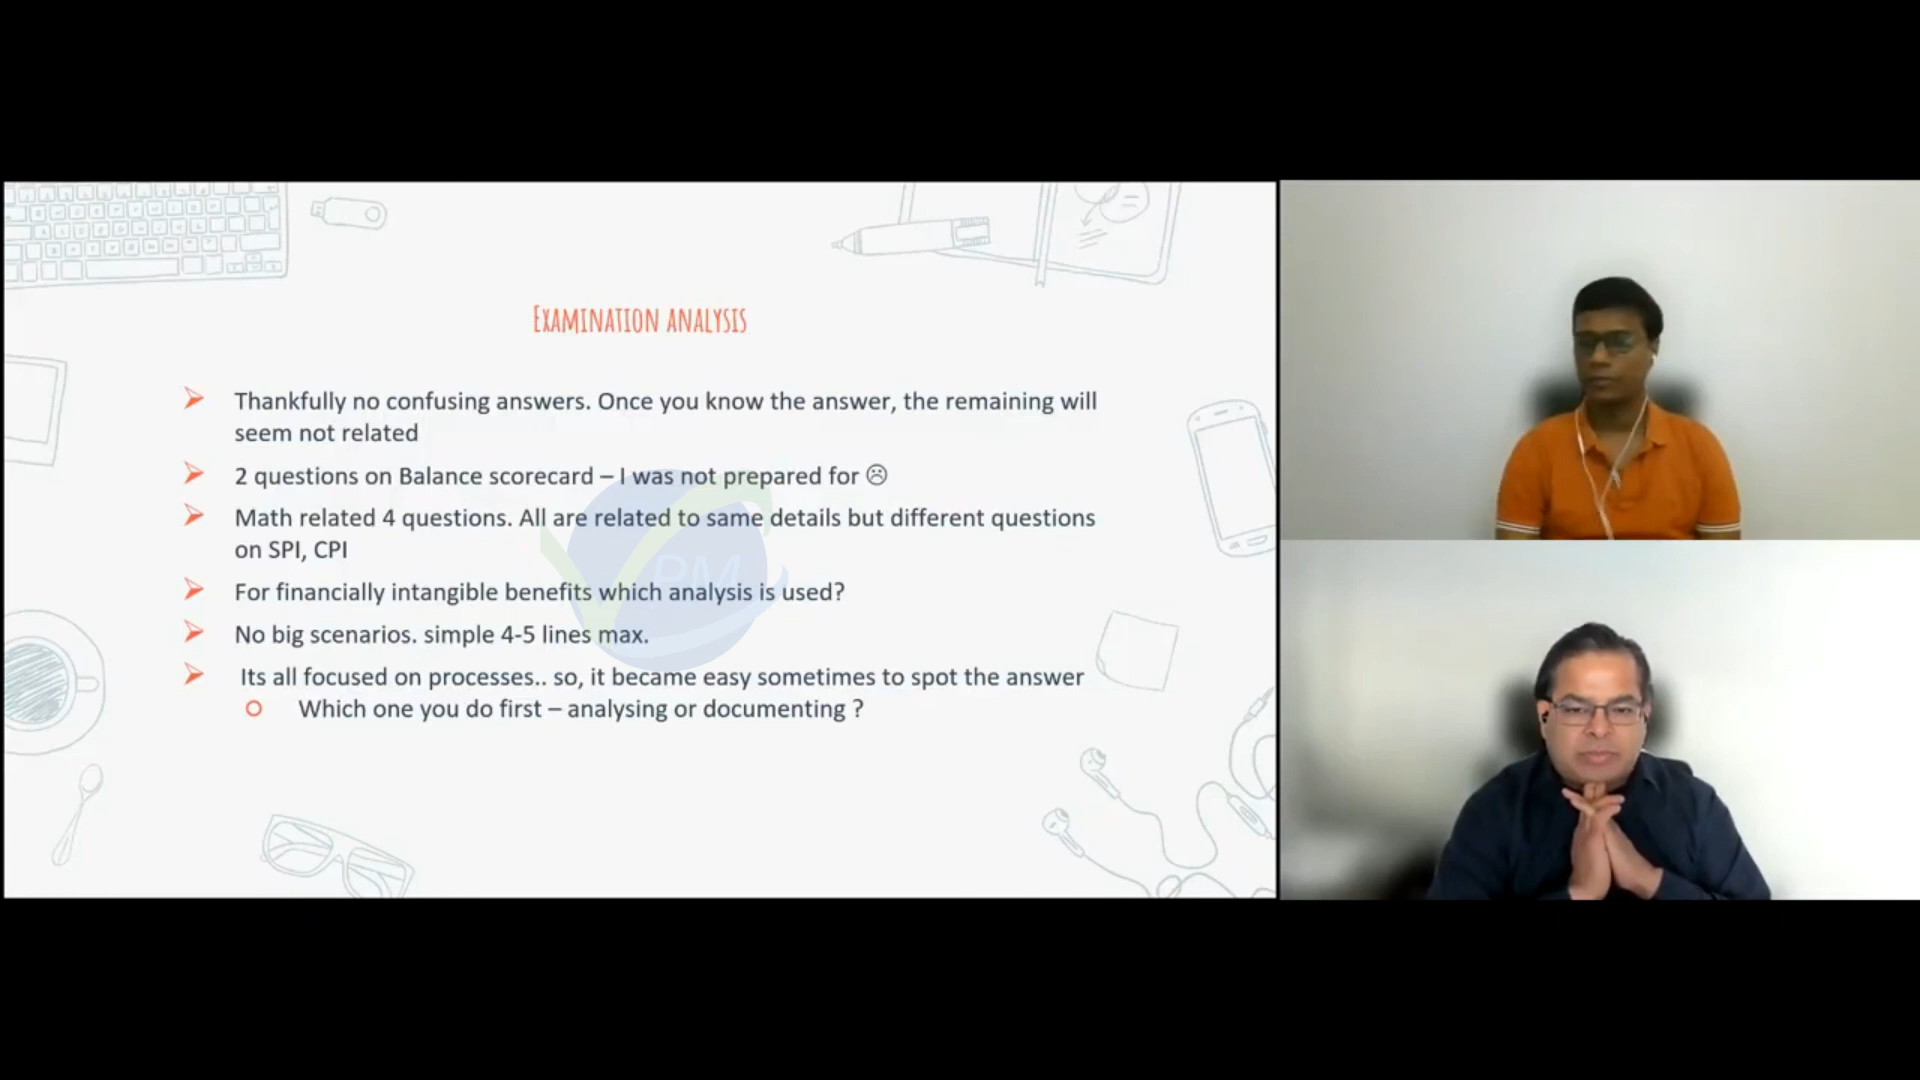 EXAMINATION ANALYSIS
Thankfully no confusing answers. Once you know the answer, the remaining will
seem not related
2 questions on Balance scorecard – I was not prepared for ☹
Math related 4 questions. All are related to same details but different questions
on SPI, CPI
For financially intangible benefits which analysis is used?
No big scenarios. simple 4-5 lines max.
Its all focused on processes.. so, it became easy sometimes to spot the answer
Which one you do first – analysing or documenting ?
PM